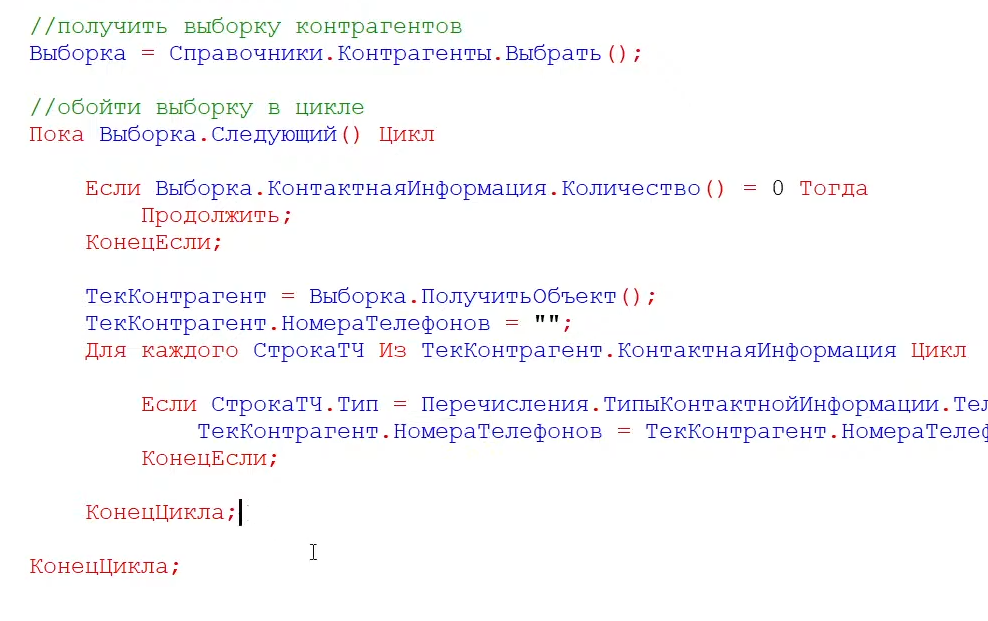 //получить выборку контрагентов
Выборка = Справочники.Контрагенты.Выбрать();
//обойти выборку в цикле
Пока Выборка.Следующий() Цикл
Если Выборка.КонтактнаяИнформация.Количество() = 0 Тогда
Продолжить;
КонецЕсли;
ТекКонтрагент = Выборка.ПолучитьОбъект();
ТекКонтрагент.НомераТелефонов = "";
Для каждого СтрокаТЧ Из ТекКонтрагент.КонтактнаяИнформация Цикл
Если СтрокаТЧ.Тип = Перечисления.ТипыКонтактнойИнформации.Тел
ТекКонтрагент.НомераТелефонов = ТекКонтрагент.НомераТелеф
КонецЕсли;
КонецЦикла;
КонецЦикла;